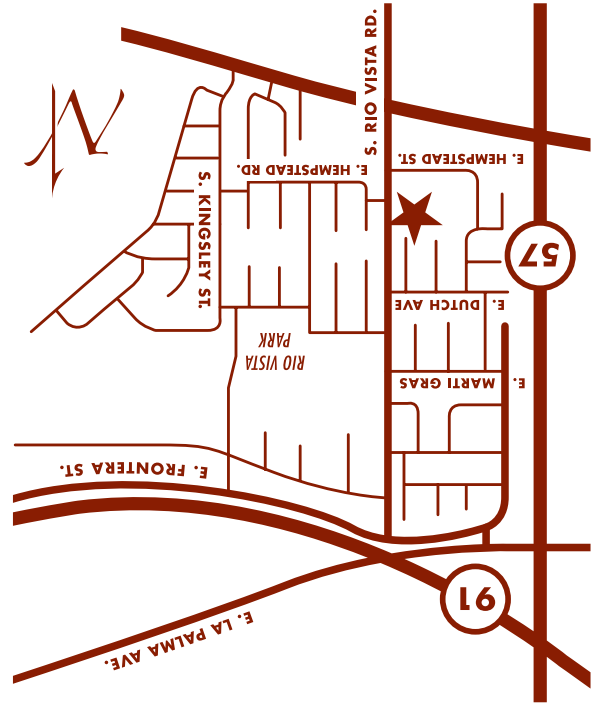 S. RIO VISTA RD.
N
E. HEMPSTEAD ST.
E. HEMPSTEAD RD.
S. KINGSLEY ST.
57
E. DUTCH AVE
RIO VISTA
PARK
E. MARTI GRAS
E. FRONTERA ST.
91
E. LA PALMA AVE.